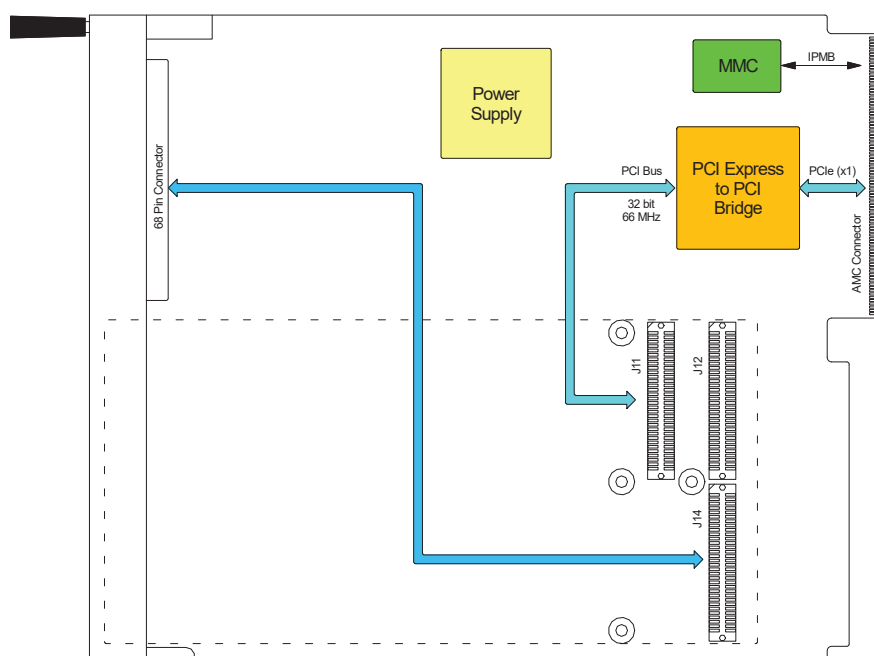 MMC
IPMB
Power
Supply
PCI Bus
32 bit
66 MHz
PCI Express
to PCI
Bridge
PCIe (x1)
68 Pin Connector
AMC Connector
J11
J12
J14